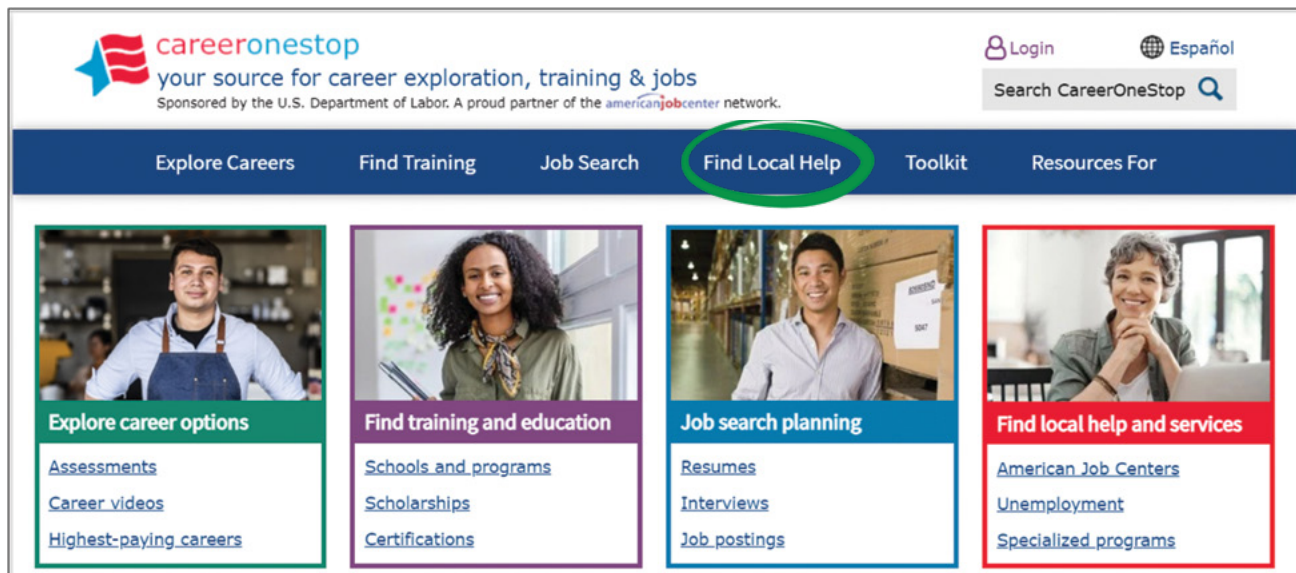 careeronestop
your source for career exploration, training & jobs
Sponsored by the U.S. Department of Labor. A proud partner of the americanjobcenter network.
Login
Español
Search CareerOneStop
Explore Careers
Find Training
Job Search
Find Local Help
Toolkit
Resources For
Explore career options
Assessments
Career videos
Highest-paying careers
Find training and education
Schools and programs
Scholarships
Certifications
5047
Job search planning
Resumes
Interviews
Job postings
Find local help and services
American Job Centers
Unemployment
Specialized programs